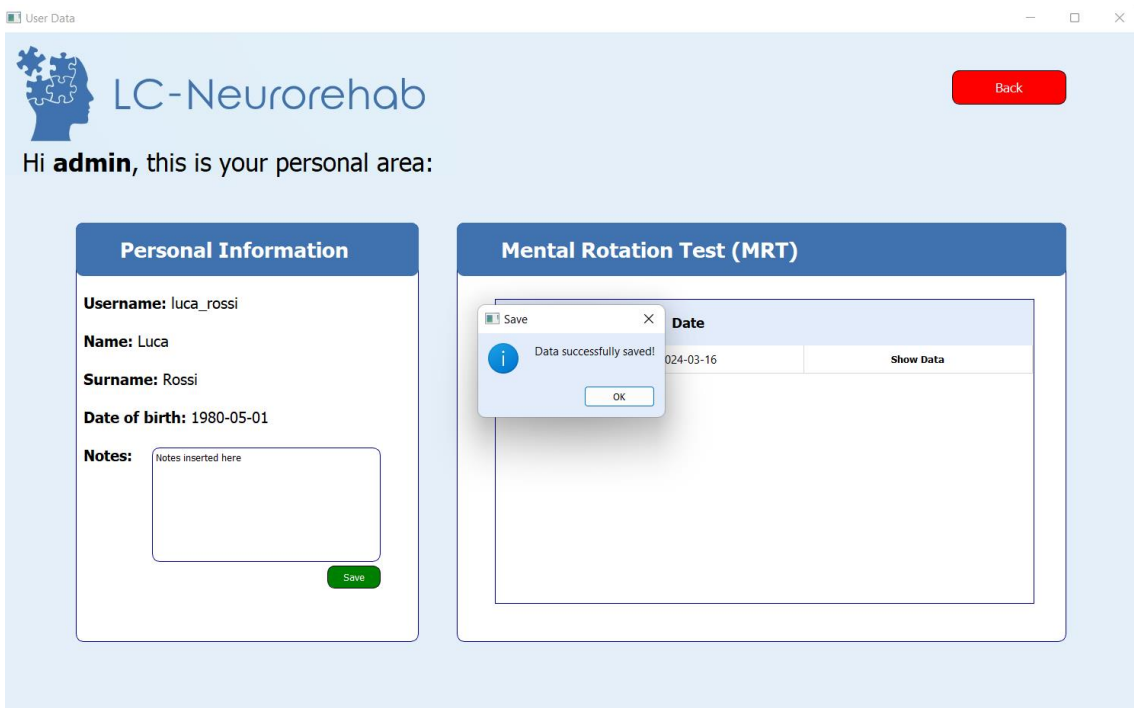 User Data
LC-Neurorehab
Back
Hi admin, this is your personal area:
Personal Information
Username: luca_rossi
Name: Luca
Surname: Rossi
Date of birth: 1980-05-01
Notes:
Notes inserted here
Save
Mental Rotation Test (MRT)
Date
024-03-16
Show Data
Save
Data successfully saved!
OK